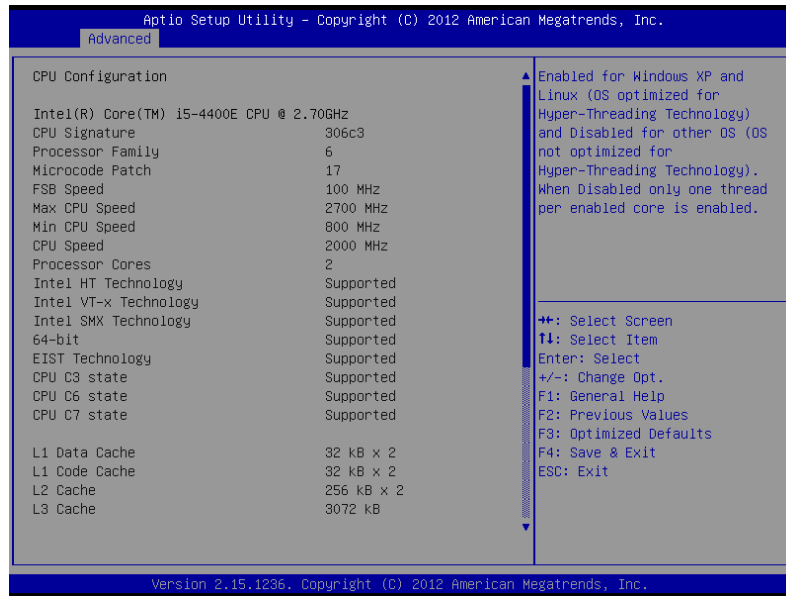 Aptio Setup Utility – Copyright (C) 2012 American Megatrends, Inc.
Advanced
CPU Configuration
Intel(R) Core(TM) i5-4400E CPU @ 2.70GHz
CPU Signature 306c3
Processor Family 6
Microcode Patch 17
FSB Speed 100 MHz
Max CPU Speed 2700 MHz
Min CPU Speed 800 MHz
CPU Speed 2000 MHz
Processor Cores 2
Intel HT Technology Supported
Intel VT-x Technology Supported
Intel SMX Technology Supported
64-bit Supported
EIST Technology Supported
CPU C3 state Supported
CPU C6 state Supported
CPU C7 state Supported
L1 Data Cache 32 kB x 2
L1 Code Cache 32 kB x 2
L2 Cache 256 kB x 2
L3 Cache 3072 kB
Enabled for Windows XP and
Linux (OS optimized for
Hyper-Threading Technology)
and Disabled for other OS (OS
not optimized for
Hyper-Threading Technology).
When Disabled only one thread
per enabled core is enabled.
→←: Select Screen
↑↓: Select Item
Enter: Select
+/-: Change Opt.
F1: General Help
F2: Previous Values
F3: Optimized Defaults
F4: Save & Exit
ESC: Exit
Version 2.15.1236. Copyright (C) 2012 American Megatrends, Inc.